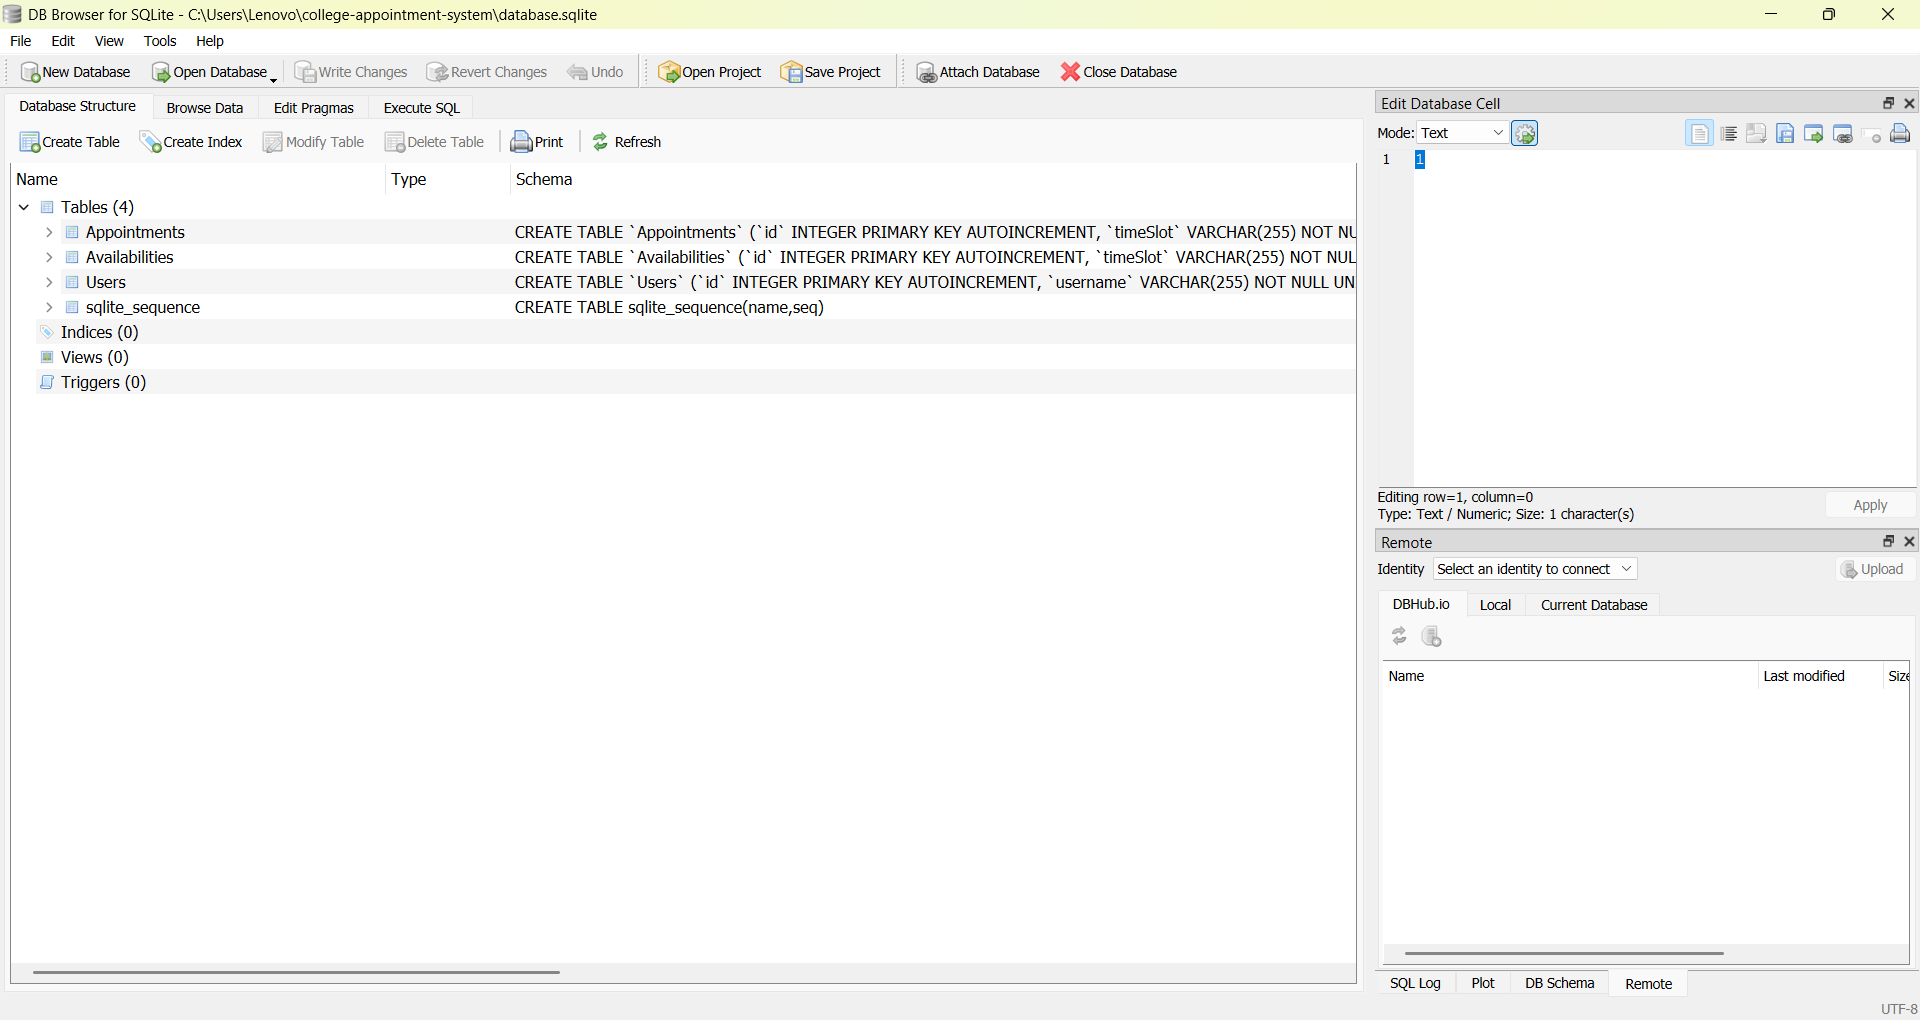 DB Browser for SQLite - C:\Users\Lenovo\college-appointment-system\database.sqlite
File Edit View Tools Help
New Database Open Database Write Changes Revert Changes Undo Open Project Save Project Attach Database Close Database
Database Structure Browse Data Edit Pragmas Execute SQL
Create Table Create Index Modify Table Delete Table Print Refresh
Name Type Schema
Tables (4)
Appointments CREATE TABLE `Appointments` (`id` INTEGER PRIMARY KEY AUTOINCREMENT, `timeSlot` VARCHAR(255) NOT NU
Availabilities CREATE TABLE `Availabilities` (`id` INTEGER PRIMARY KEY AUTOINCREMENT, `timeSlot` VARCHAR(255) NOT NUL
Users CREATE TABLE `Users` (`id` INTEGER PRIMARY KEY AUTOINCREMENT, `username` VARCHAR(255) NOT NULL UN
sqlite_sequence CREATE TABLE sqlite_sequence(name,seq)
Indices (0)
Views (0)
Triggers (0)
Edit Database Cell
Mode: Text
1 1
Editing row=1, column=0
Type: Text / Numeric; Size: 1 character(s)
Apply
Remote
Identity Select an identity to connect Upload
DBHub.io Local Current Database
Name Last modified Size
SQL Log Plot DB Schema Remote
UTF-8